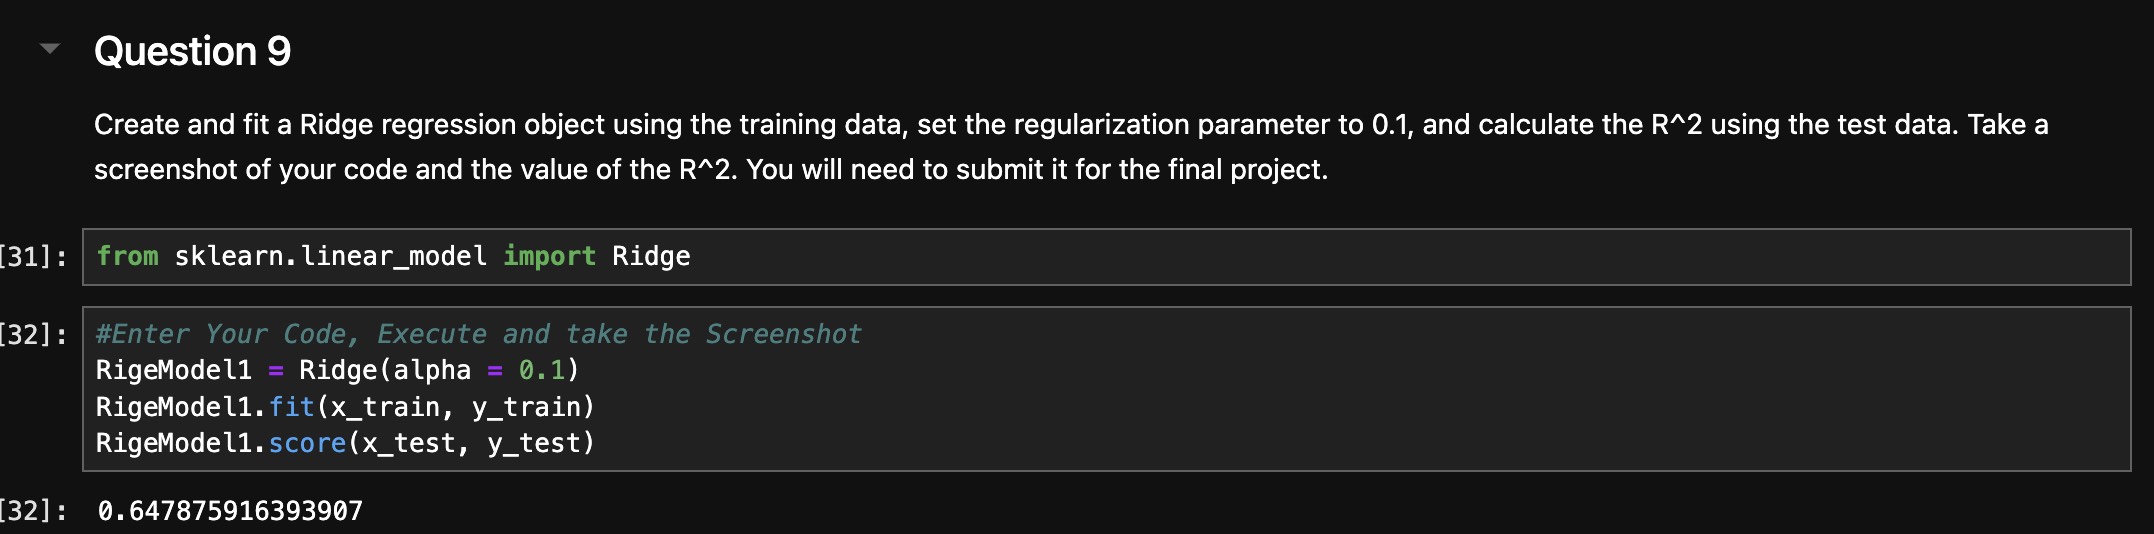 Question 9
Create and fit a Ridge regression object using the training data, set the regularization parameter to 0.1, and calculate the R^2 using the test data. Take a
screenshot of your code and the value of the R^2. You will need to submit it for the final project.
[31]: from sklearn.linear_model import Ridge
[32]: #Enter Your Code, Execute and take the Screenshot
RigeModel1 = Ridge(alpha = 0.1)
RigeModel1.fit(x_train, y_train)
RigeModel1.score(x_test, y_test)
[32]: 0.647875916393907